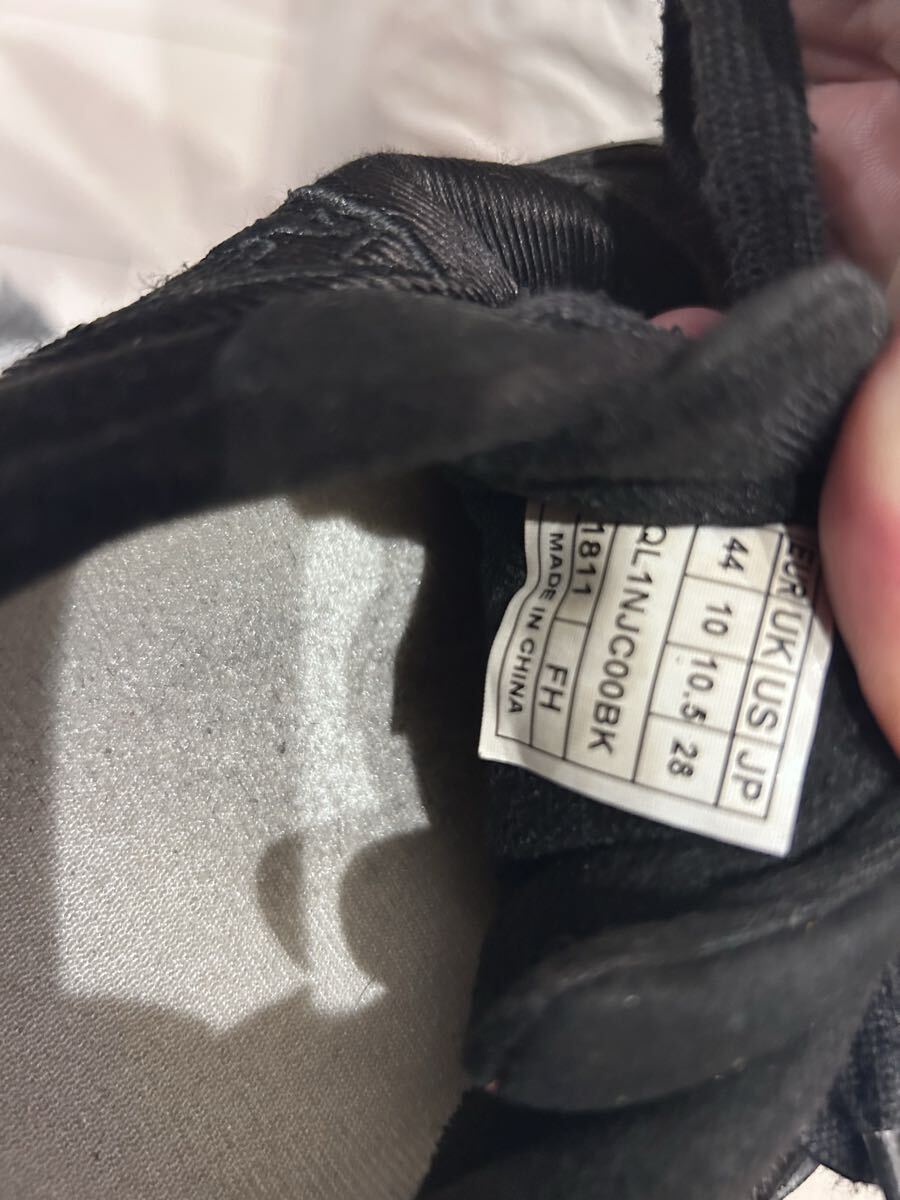 EUR UK US JP
44 10 10.5 28
QL1NJC00BK
1811 FH
MADE IN CHINA